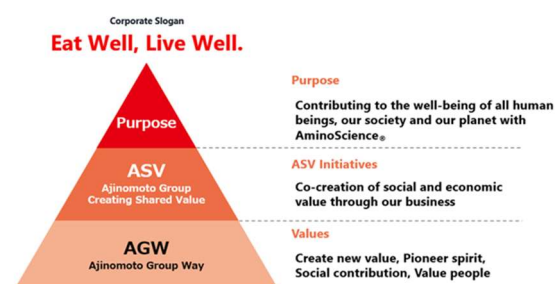 Corporate Slogan
Eat Well, Live Well.
Purpose
Purpose
Contributing to the well-being of all human
beings, our society and our planet with
AminoScience®
ASV
Ajinomoto Group
Creating Shared Value
ASV Initiatives
Co-creation of social and economic
value through our business
AGW
Ajinomoto Group Way
Values
Create new value, Pioneer spirit,
Social contribution, Value people